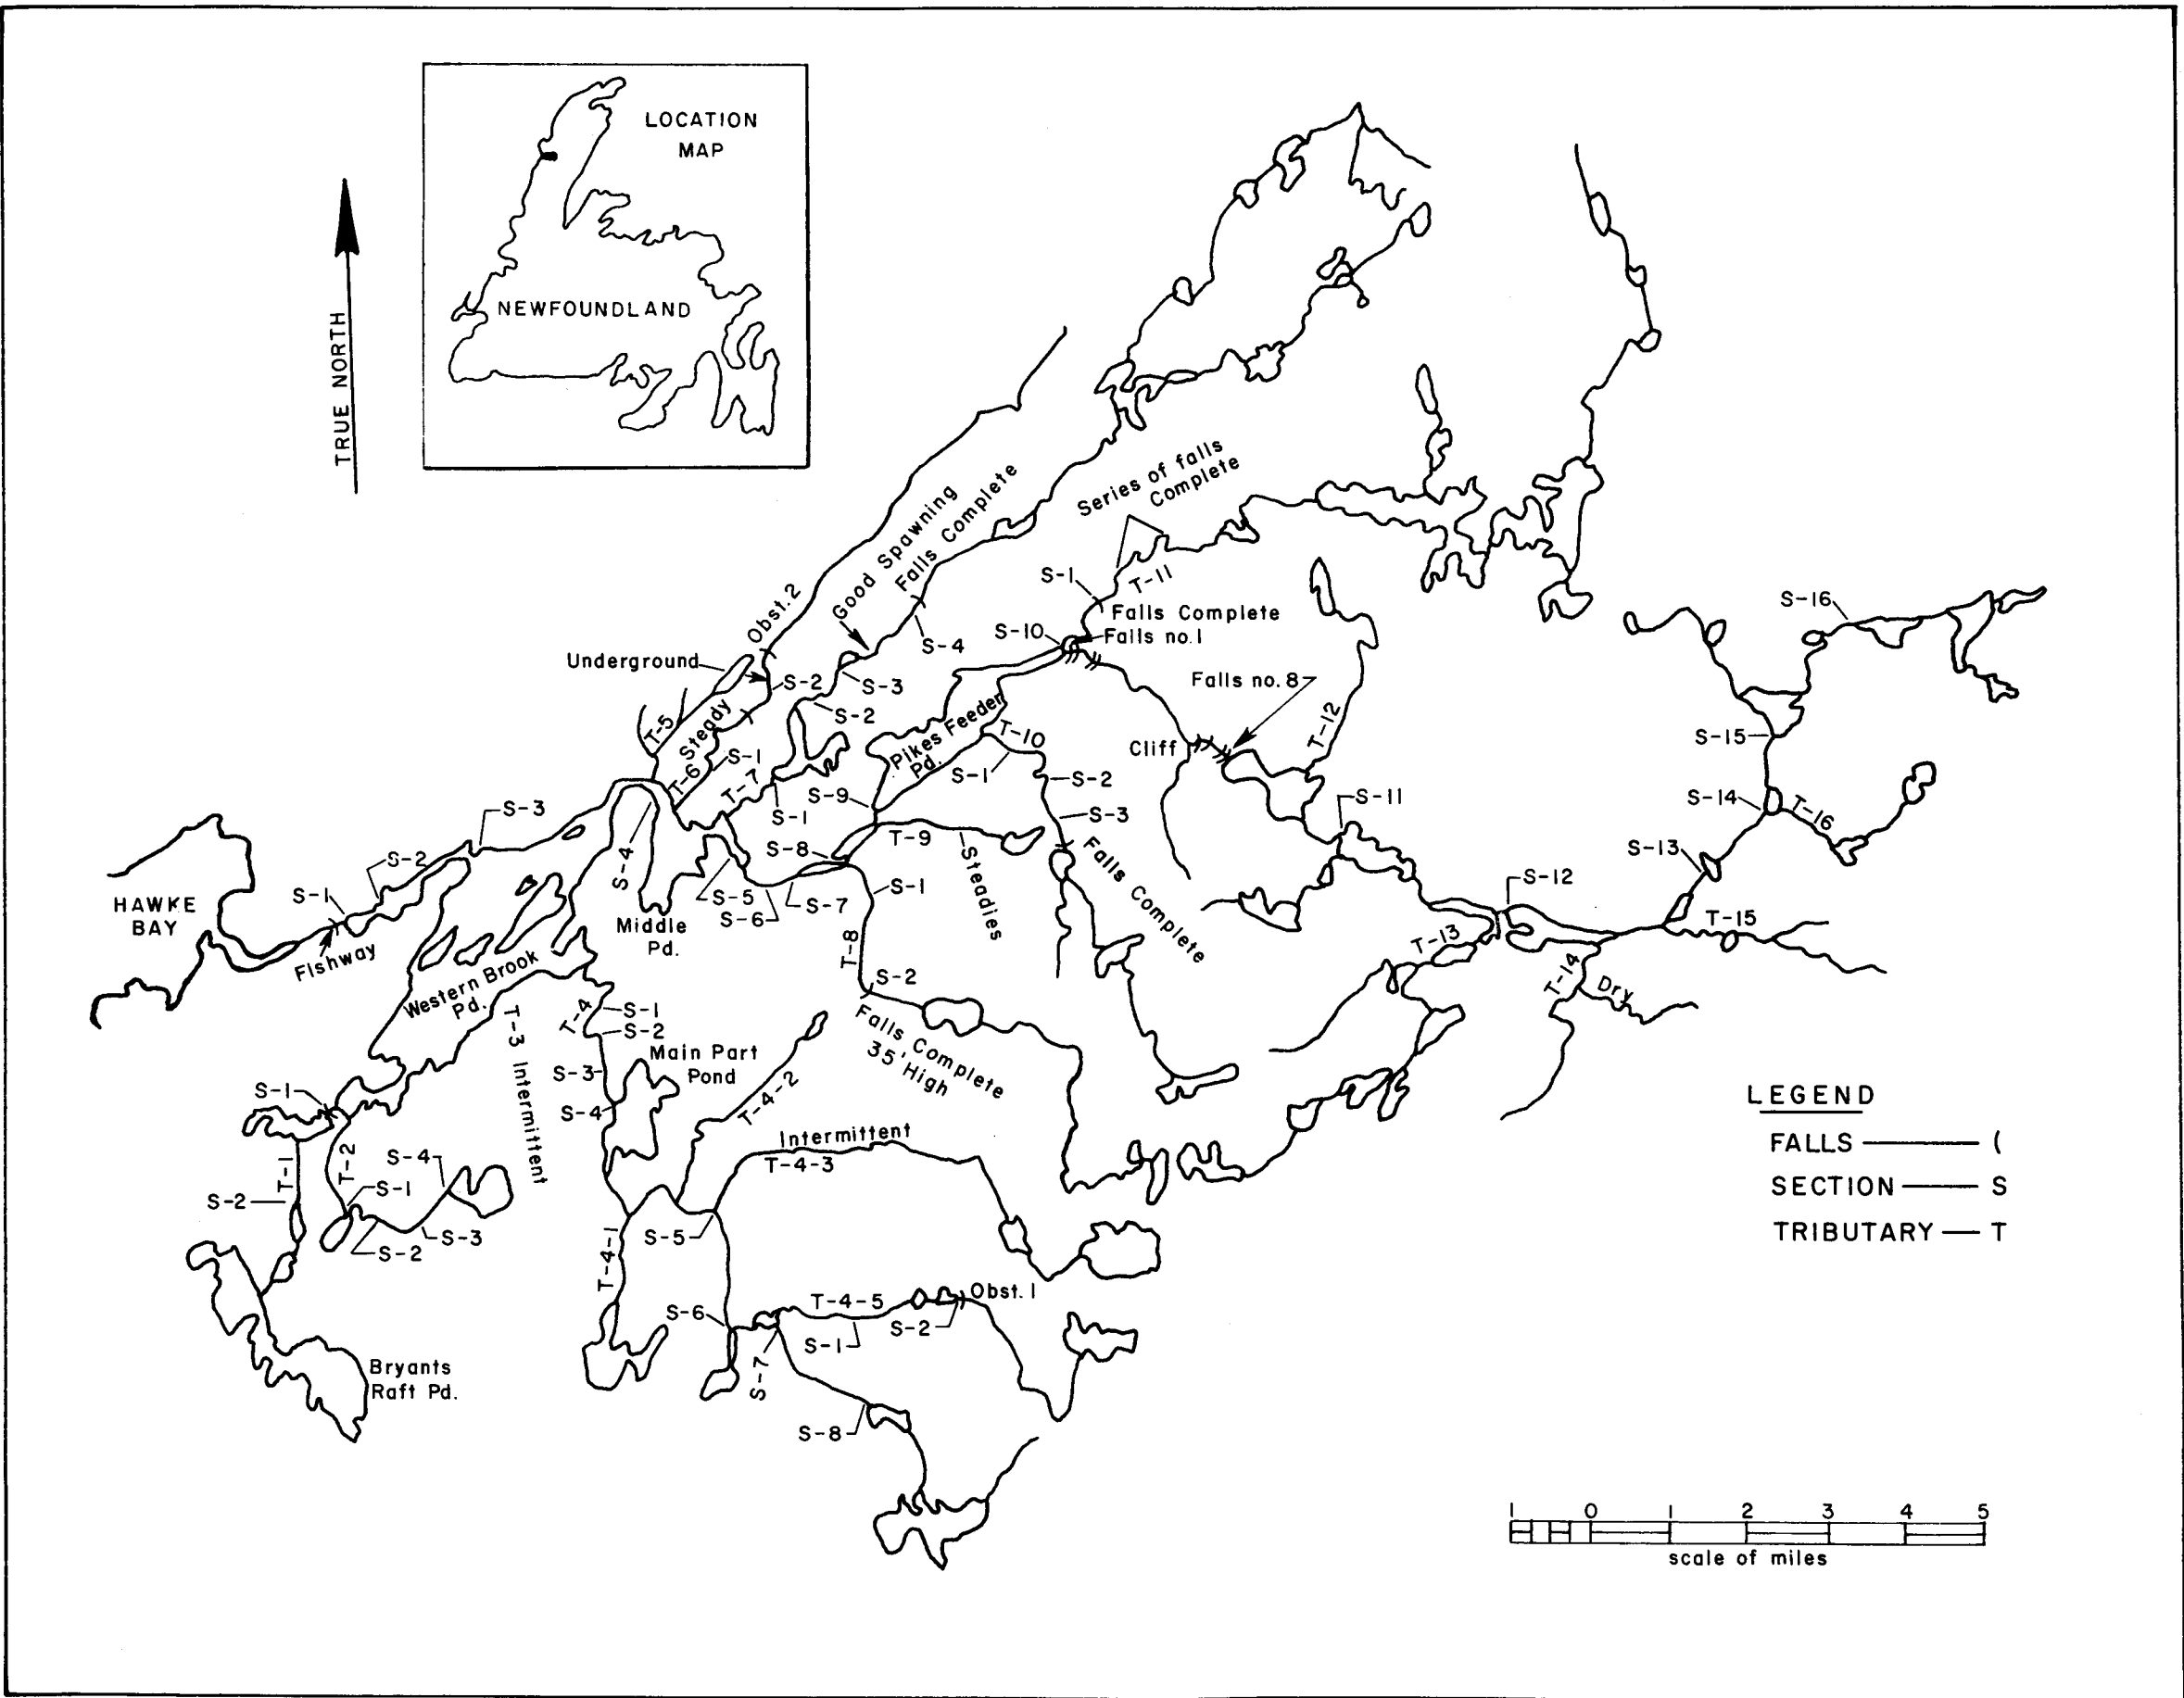 LOCATION
MAP
NEWFOUNDLAND
TRUE NORTH
Series of falls
Complete
Good Spawning
Falls Complete
Obst. 2
Underground
S-2
S-3
S-4
S-2
T-5
Steady
T-6
S-1
T-7
S-1
S-1
T-11
Falls Complete
Falls no. 1
S-10
Falls no. 8
T-12
Cliff
Pikes Feeder
Pd.
T-10
S-1
S-2
S-3
Falls Complete
S-9
T-9
Steadies
S-8
S-7
S-6
S-5
S-4
Middle
Pd.
S-3
S-2
S-1
HAWKE
BAY
Fishway
Western Brook
Pd.
T-3 Intermittent
S-1
T-8
S-2
Falls Complete
35' High
S-11
S-12
S-13
S-14
S-15
S-16
T-16
T-15
T-13
T-14
Dry
T-4
S-1
S-2
S-3
S-4
Main Part
Pond
T-4-2
Intermittent
T-4-3
S-1
T-1
T-2
S-2
S-4
S-1
S-3
S-2
Bryants
Raft Pd.
T-4-1
S-5
S-6
S-7
T-4-5
S-1
S-2
Obst. 1
S-8
LEGEND
FALLS (
SECTION S
TRIBUTARY T
1 0 1 2 3 4 5
scale of miles